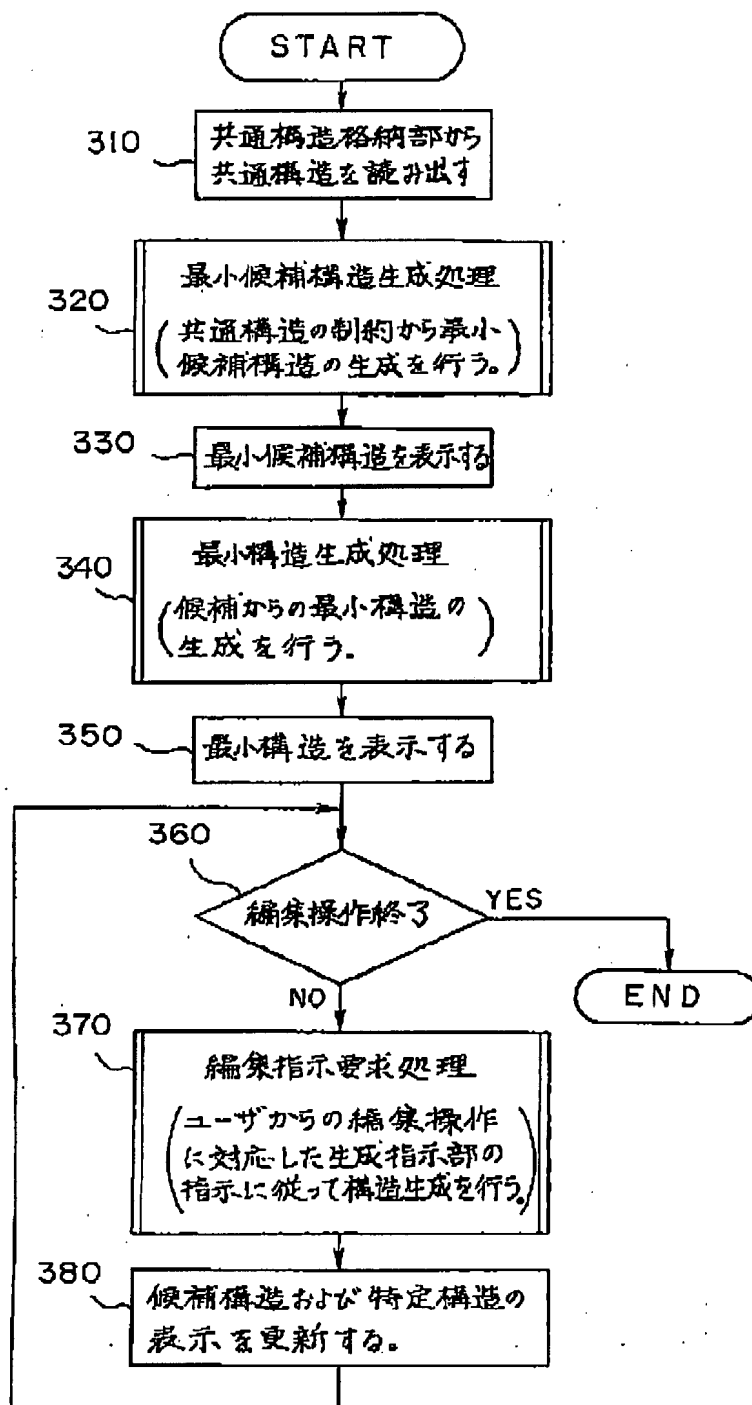 START
310
共通構造格納部から
共通構造を読み出す
320
最小候補構造生成処理
(共通構造の制約から最小
候補構造の生成を行う。)
330
最小候補構造を表示する
340
最小構造生成処理
(候補からの最小構造の
生成を行う。)
350
最小構造を表示する
360
編集操作終了
YES
END
NO
370
編集指示要求処理
(ユーザからの編集操作
に対応した生成指示部の
指示に従って構造生成を行う。)
380
候補構造および特定構造の
表示を更新する。